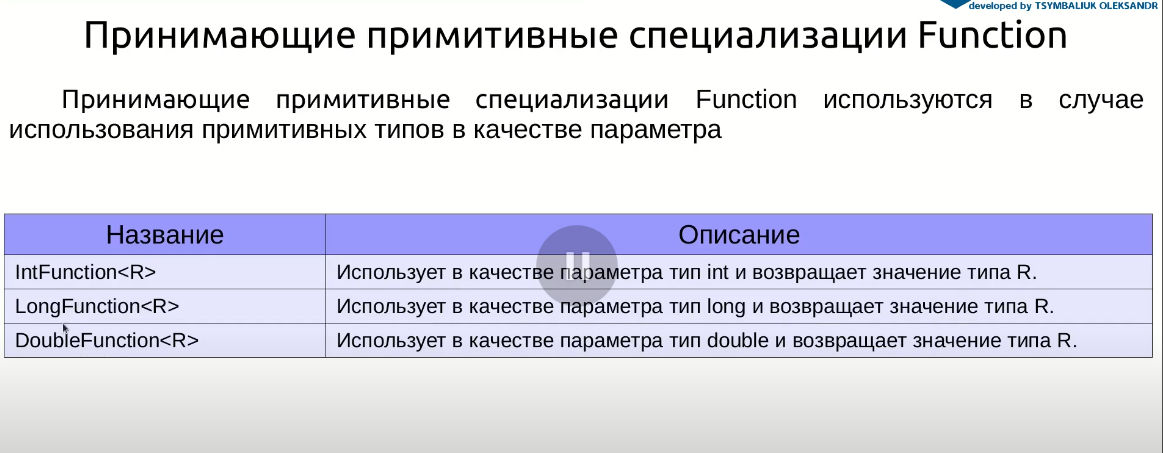 developed by TSYMBALIUK OLEKSANDR
Принимающие примитивные специализации Function
Принимающие примитивные специализации Function используются в случае
использования примитивных типов в качестве параметра
Название Описание
IntFunction<R> Использует в качестве параметра тип int и возвращает значение типа R.
LongFunction<R> Использует в качестве параметра тип long и возвращает значение типа R.
DoubleFunction<R> Использует в качестве параметра тип double и возвращает значение типа R.